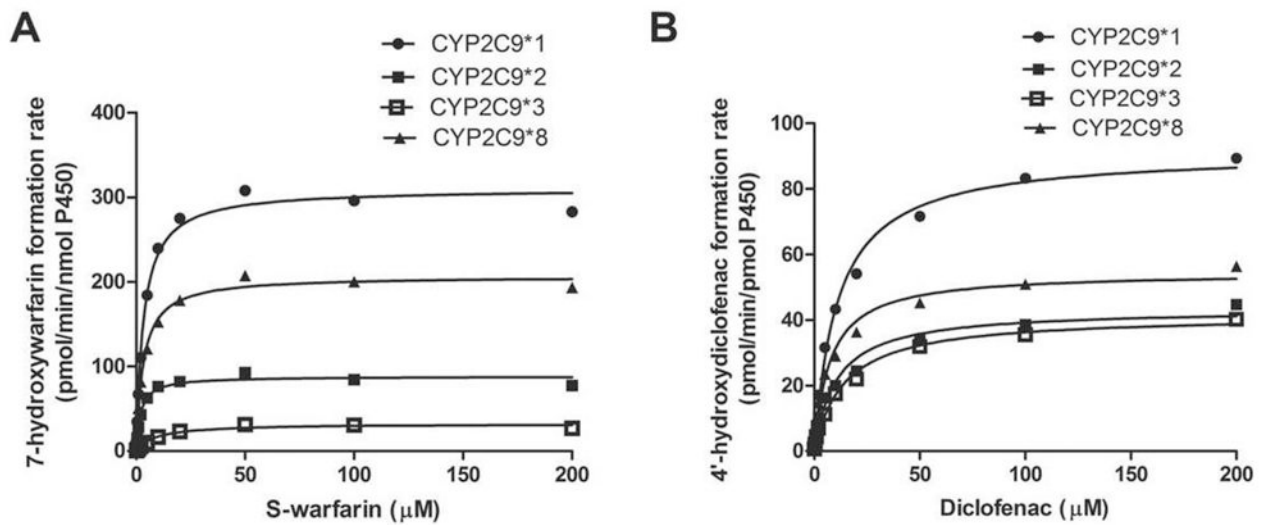 A
CYP2C9*1
CYP2C9*2
CYP2C9*3
CYP2C9*8
7-hydroxywarfarin formation rate
(pmol/min/nmol P450)
400
300
200
100
0
0
50
100
150
200
S-warfarin (μM)
B
CYP2C9*1
CYP2C9*2
CYP2C9*3
CYP2C9*8
4'-hydroxydiclofenac formation rate
(pmol/min/pmol P450)
100
80
60
40
20
0
0
50
100
150
200
Diclofenac (μM)